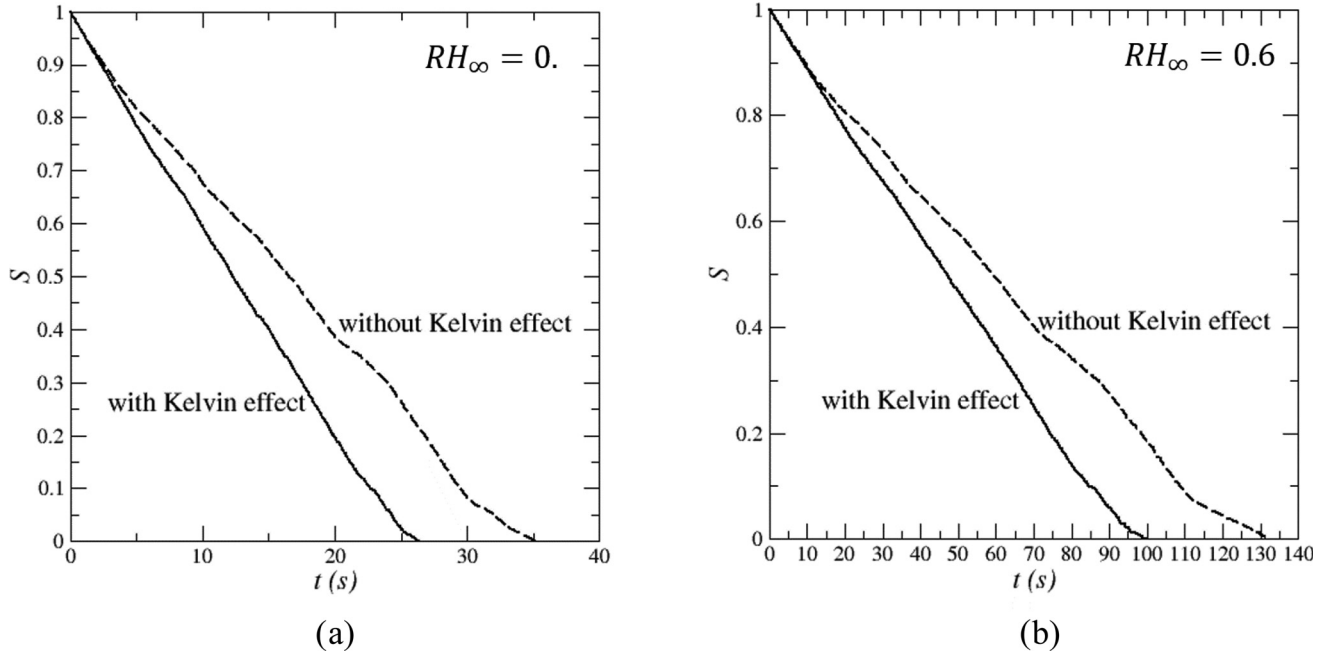 1
0.9
0.8
0.7
0.6
0.5
0.4
0.3
0.2
0.1
0
S
RH∞ = 0.
without Kelvin effect
with Kelvin effect
0 10 20 30 40
t (s)
(a)
1
0.8
0.6
0.4
0.2
0
S
RH∞ = 0.6
without Kelvin effect
with Kelvin effect
0 10 20 30 40 50 60 70 80 90 100 110 120 130 140
t (s)
(b)